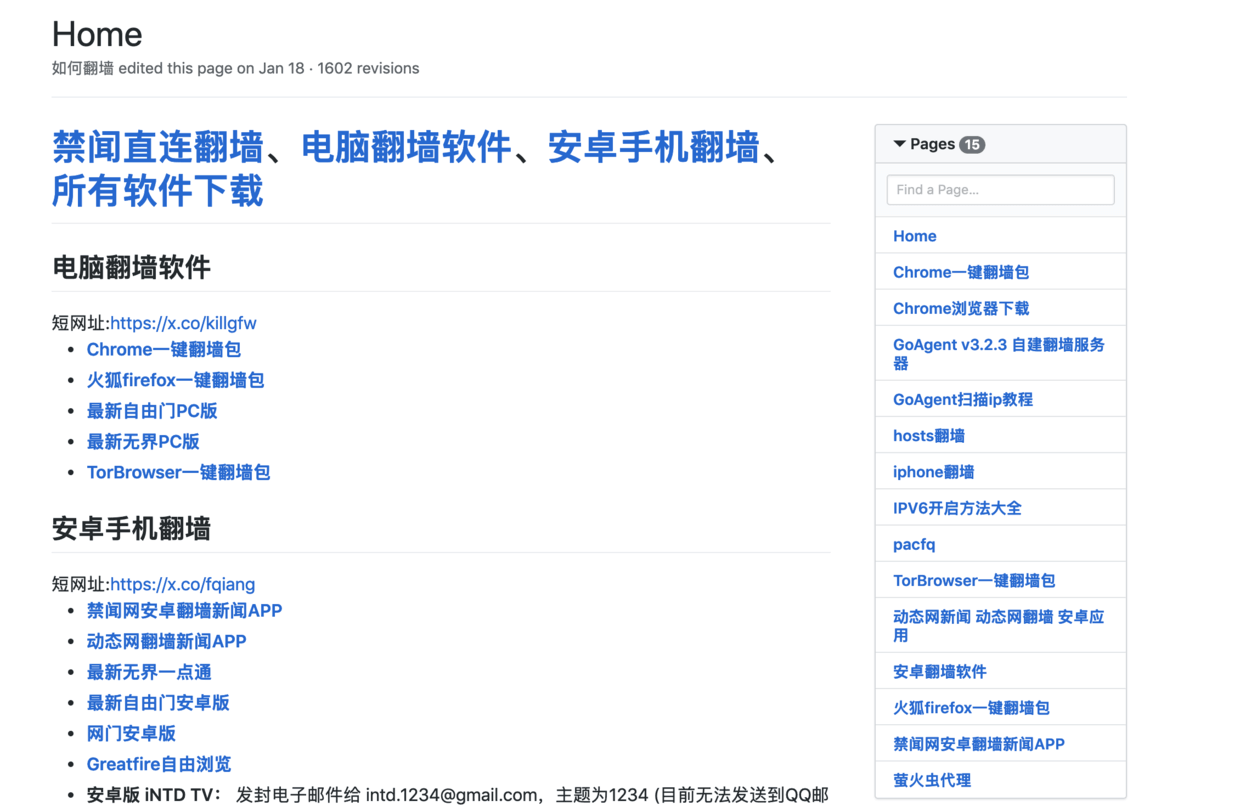 Home
如何翻墙 edited this page on Jan 18 · 1602 revisions
禁闻直连翻墙、电脑翻墙软件、安卓手机翻墙、
所有软件下载
电脑翻墙软件
短网址:https://x.co/killgfw
• Chrome一键翻墙包
• 火狐firefox一键翻墙包
• 最新自由门PC版
• 最新无界PC版
• TorBrowser一键翻墙包
安卓手机翻墙
短网址:https://x.co/fqiang
• 禁闻网安卓翻墙新闻APP
• 动态网翻墙新闻APP
• 最新无界一点通
• 最新自由门安卓版
• 网门安卓版
• Greatfire自由浏览
• 安卓版 iNTD TV： 发封电子邮件给 intd.1234@gmail.com，主题为1234 (目前无法发送到QQ邮
Pages 15
Find a Page...
Home
Chrome一键翻墙包
Chrome浏览器下载
GoAgent v3.2.3 自建翻墙服务
器
GoAgent扫描ip教程
hosts翻墙
iphone翻墙
IPV6开启方法大全
pacfq
TorBrowser一键翻墙包
动态网新闻 动态网翻墙 安卓应
用
安卓翻墙软件
火狐firefox一键翻墙包
禁闻网安卓翻墙新闻APP
萤火虫代理